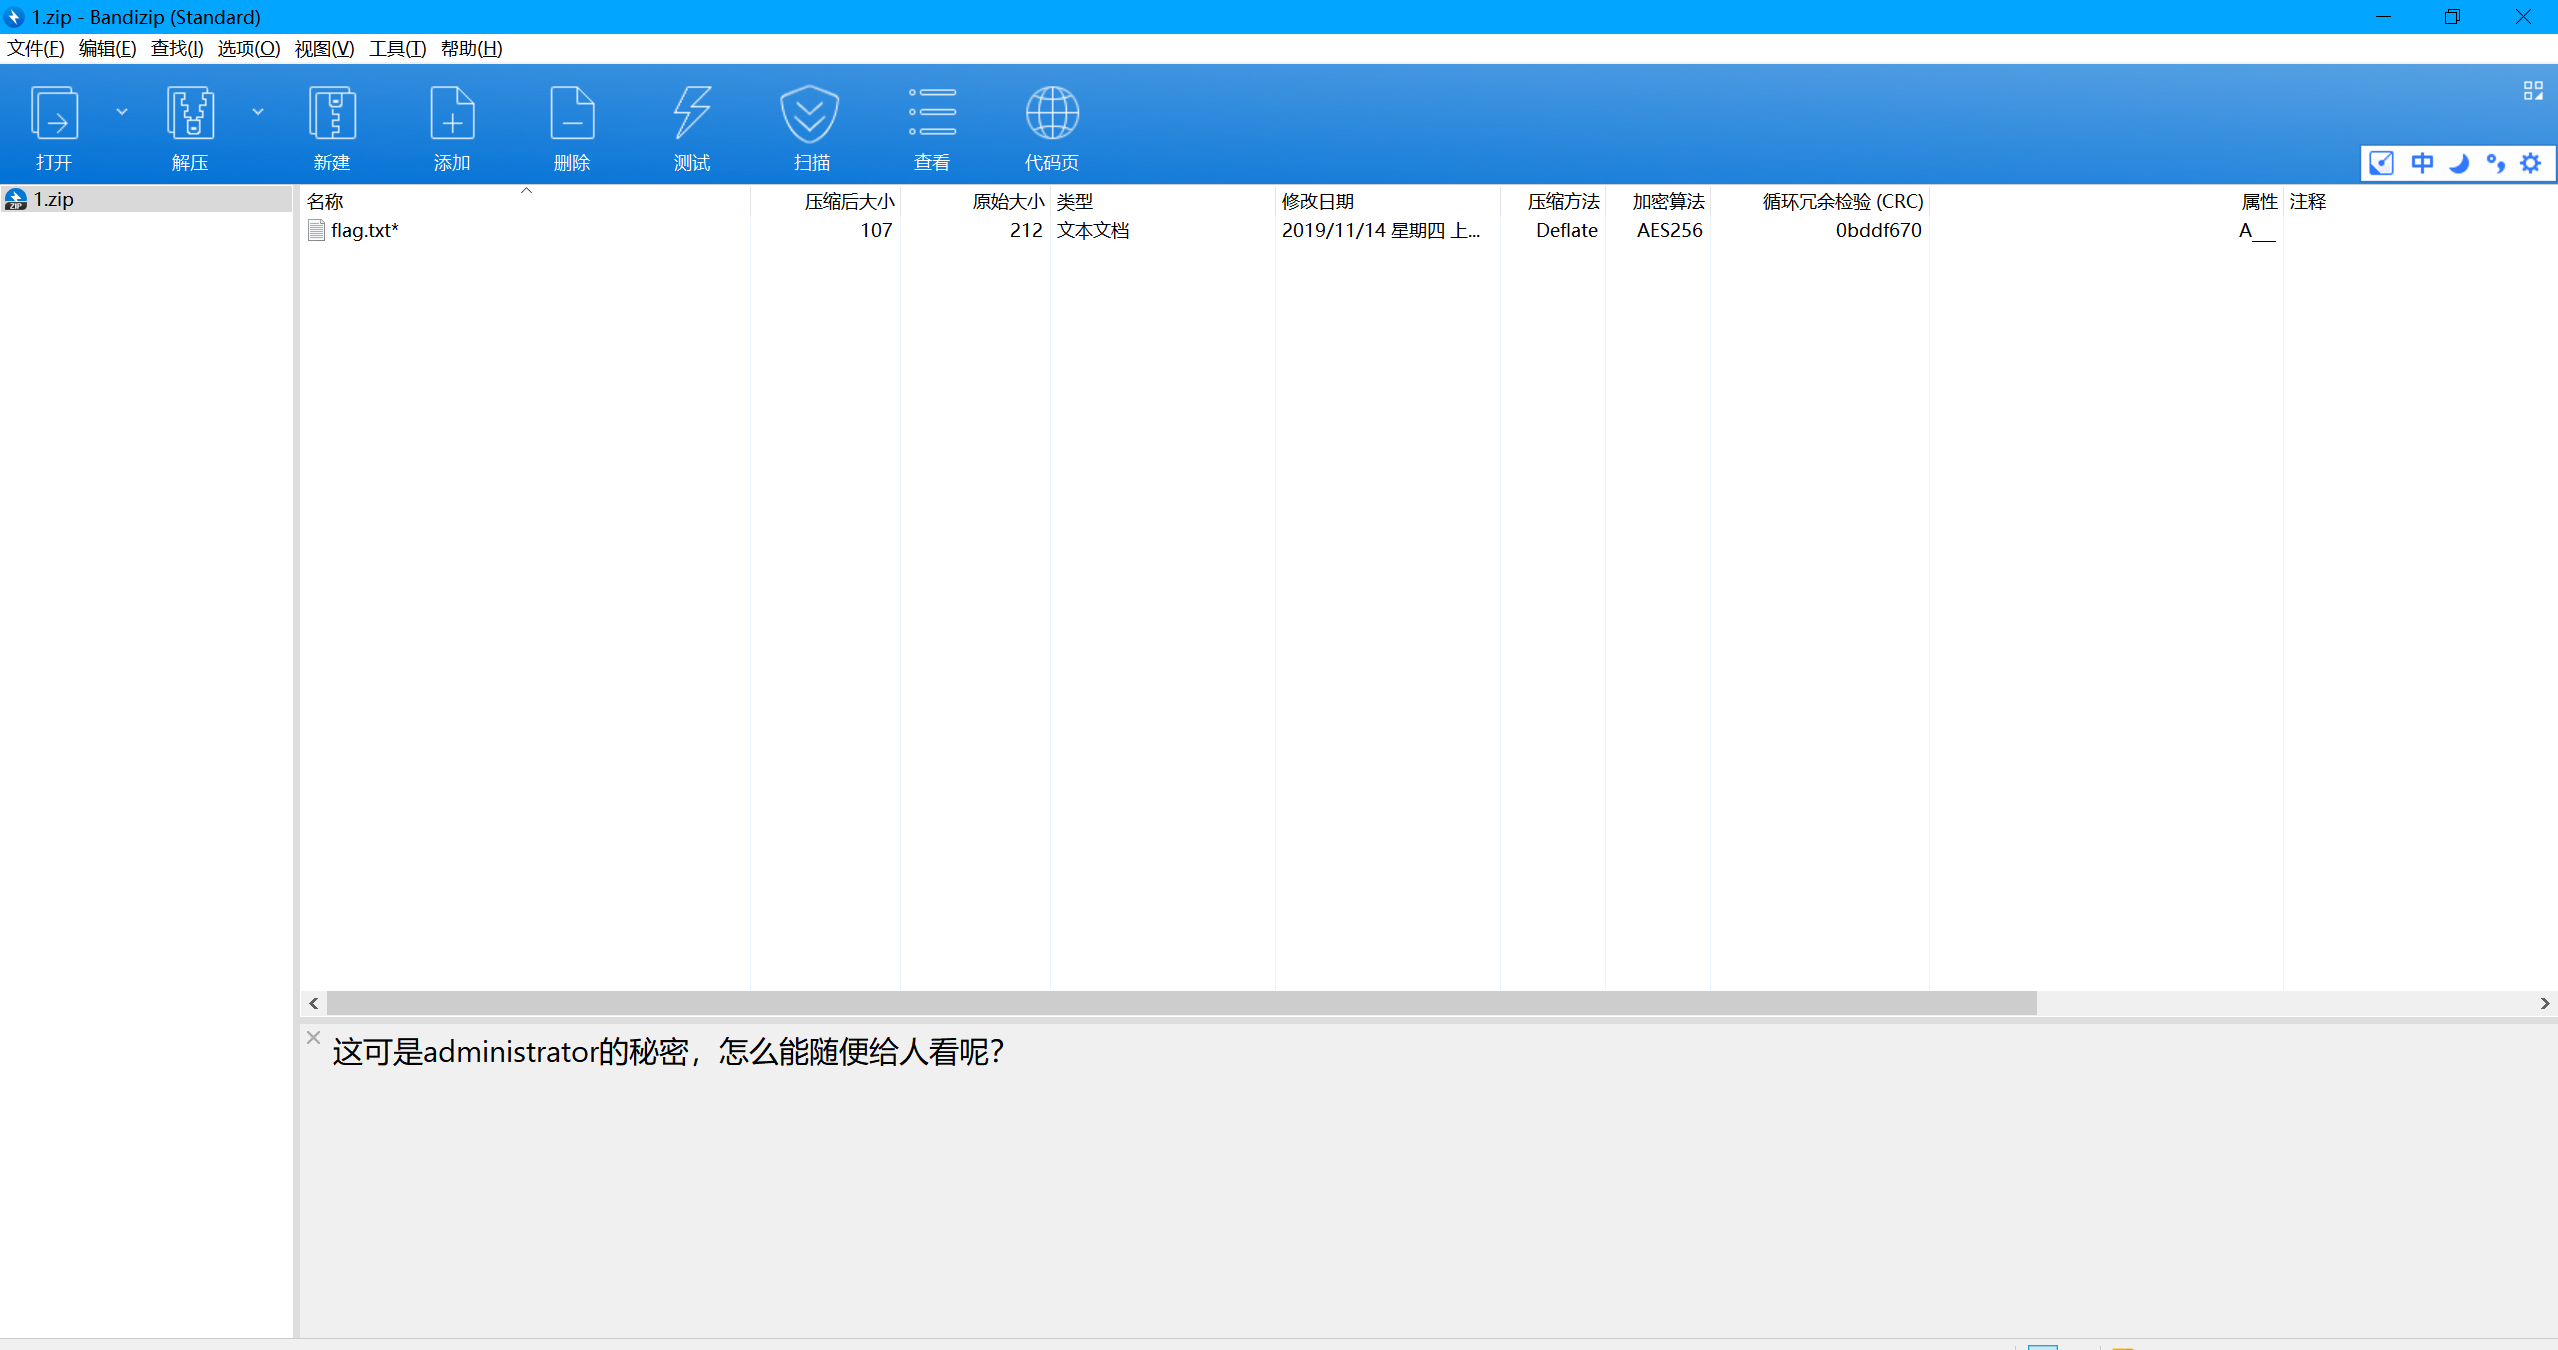 1.zip - Bandizip (Standard)
文件(F) 编辑(E) 查找(I) 选项(O) 视图(V) 工具(T) 帮助(H)
打开 解压 新建 添加 删除 测试 扫描 查看 代码页
中
1.zip
名称 压缩后大小 原始大小 类型 修改日期 压缩方法 加密算法 循环冗余检验 (CRC) 属性 注释
flag.txt* 107 212 文本文档 2019/11/14 星期四 上... Deflate AES256 0bddf670 A__
这可是administrator的秘密，怎么能随便给人看呢？